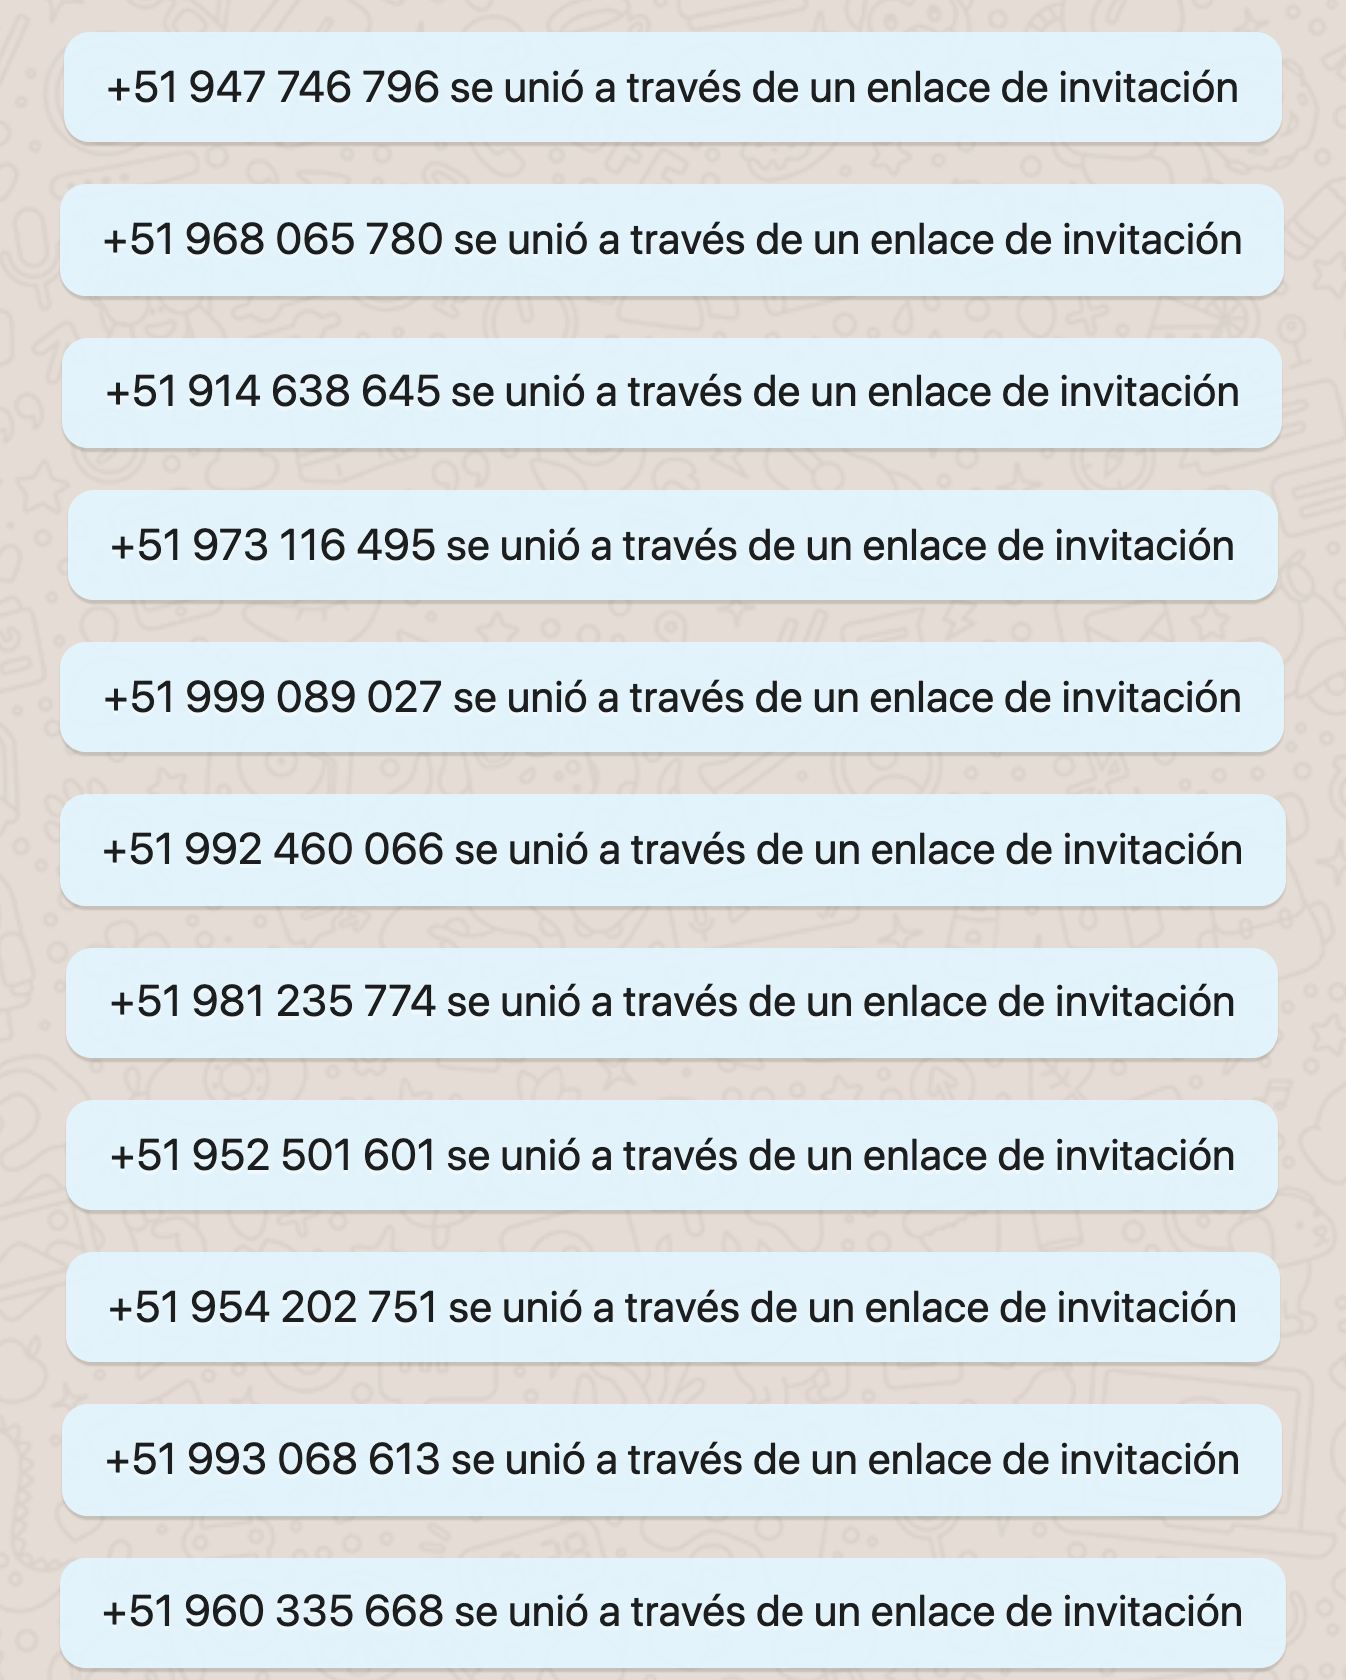 +51 947 746 796 se unió a través de un enlace de invitación
+51 968 065 780 se unió a través de un enlace de invitación
+51 914 638 645 se unió a través de un enlace de invitación
+51 973 116 495 se unió a través de un enlace de invitación
+51 999 089 027 se unió a través de un enlace de invitación
+51 992 460 066 se unió a través de un enlace de invitación
+51 981 235 774 se unió a través de un enlace de invitación
+51 952 501 601 se unió a través de un enlace de invitación
+51 954 202 751 se unió a través de un enlace de invitación
+51 993 068 613 se unió a través de un enlace de invitación
+51 960 335 668 se unió a través de un enlace de invitación